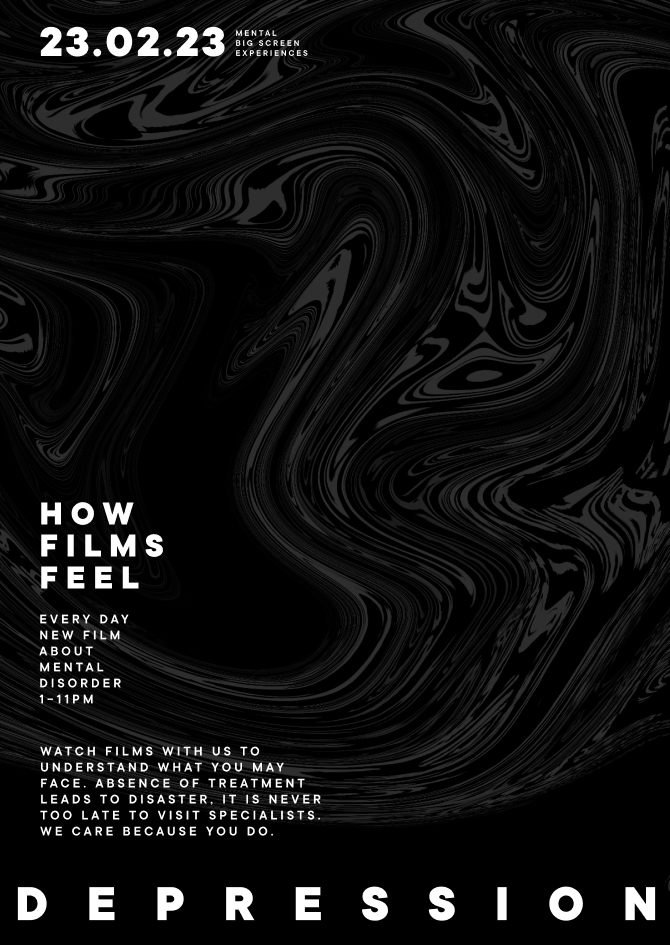 23.02.23
MENTAL
BIG SCREEN
EXPERIENCES
HOW
FILMS
FEEL
EVERY DAY
NEW FILM
ABOUT
MENTAL
DISORDER
1-11PM
WATCH FILMS WITH US TO
UNDERSTAND WHAT YOU MAY
FACE. ABSENCE OF TREATMENT
LEADS TO DISASTER, IT IS NEVER
TOO LATE TO VISIT SPECIALISTS.
WE CARE BECAUSE YOU DO.
DEPRESSION